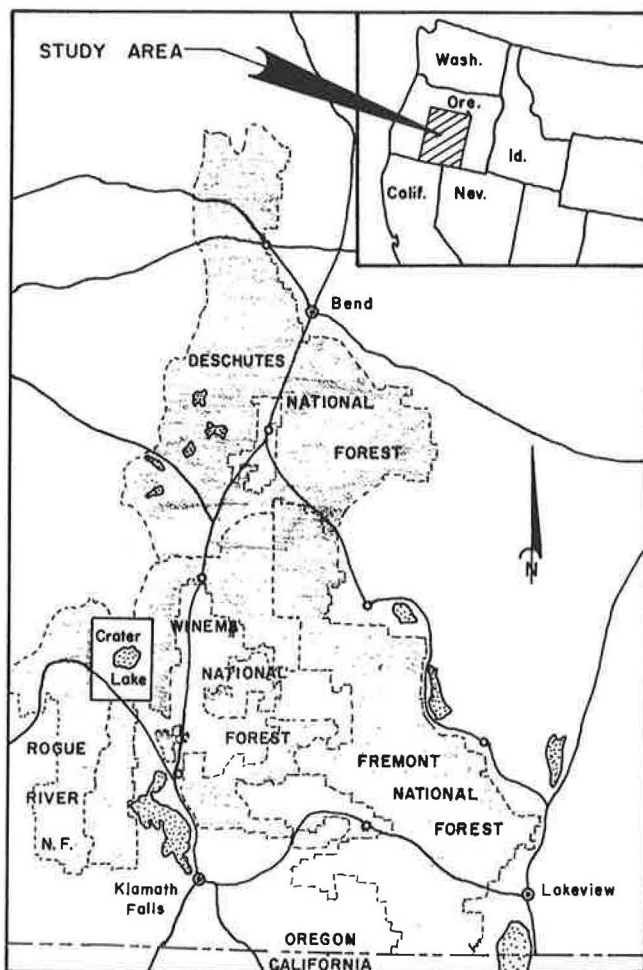 STUDY AREA
Wash.
Ore.
Id.
Calif.
Nev.
Bend
DESCHUTES
NATIONAL
FOREST
N
Crater
Lake
WINEMA
NATIONAL
FOREST
ROGUE
RIVER
N.F.
FREMONT
NATIONAL
FOREST
Klamath
Falls
Lakeview
OREGON
CALIFORNIA